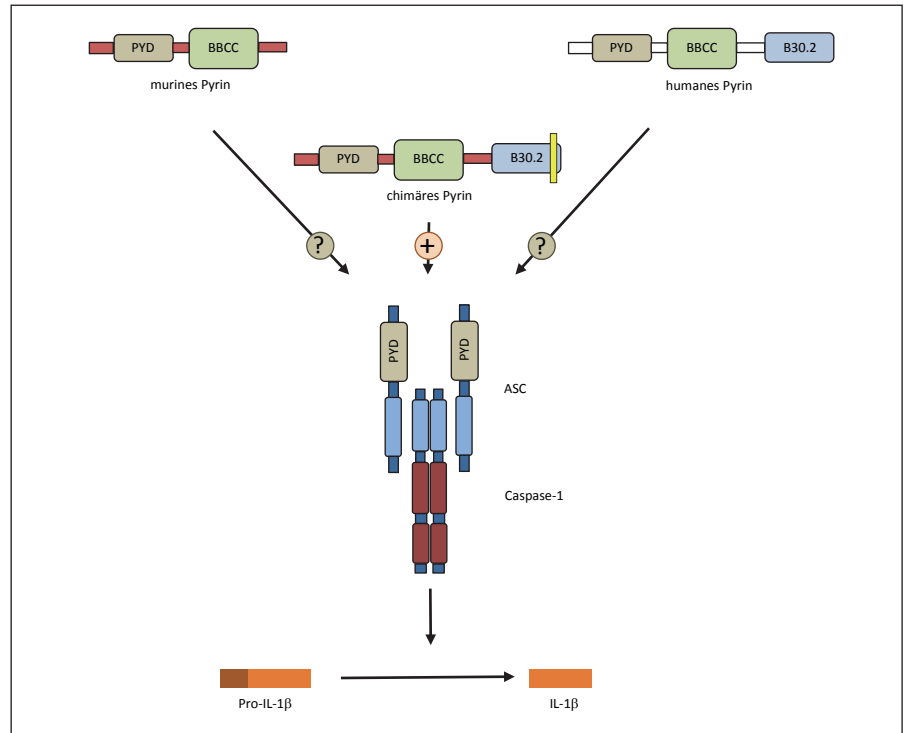 PYD BBCC
murines Pyrin
PYD BBCC B30.2
humanes Pyrin
PYD BBCC B30.2
chimäres Pyrin
? + ?
PYD PYD
ASC
Caspase-1
Pro-IL-1β IL-1β